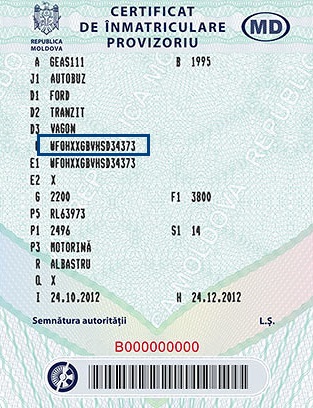 REPUBLICA
MOLDOVA
CERTIFICAT
DE ÎNMATRICULARE
PROVIZORIU
MD
A GEAS111 B 1995
J1 AUTOBUZ
D1 FORD
D2 TRANZIT
D3 VAGON
WF0HXXGBVHSD34373
E1 WF0HXXGBVHSD34373
E2 X
G 2200 F1 3800
P5 RL63973
P1 2496 S1 14
P3 MOTORINĂ
R ALBASTRU
Q X
I 24.10.2012 H 24.12.2012
Semnătura autorității L.Ș.
B000000000